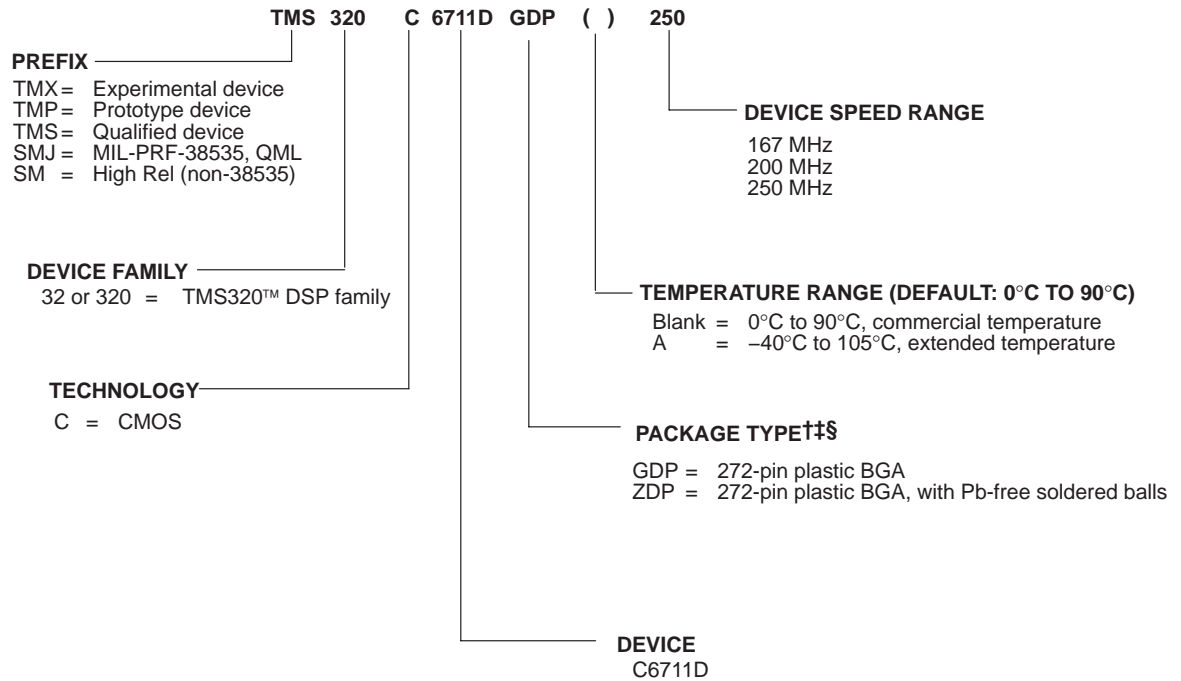 TMS 320 C 6711D GDP ( ) 250
PREFIX
TMX = Experimental device
TMP = Prototype device
TMS = Qualified device
SMJ = MIL-PRF-38535, QML
SM = High Rel (non-38535)
DEVICE SPEED RANGE
167 MHz
200 MHz
250 MHz
DEVICE FAMILY
32 or 320 = TMS320™ DSP family
TEMPERATURE RANGE (DEFAULT: 0°C TO 90°C)
Blank = 0°C to 90°C, commercial temperature
A = −40°C to 105°C, extended temperature
TECHNOLOGY
C = CMOS
PACKAGE TYPE†‡§
GDP = 272-pin plastic BGA
ZDP = 272-pin plastic BGA, with Pb-free soldered balls
DEVICE
C6711D